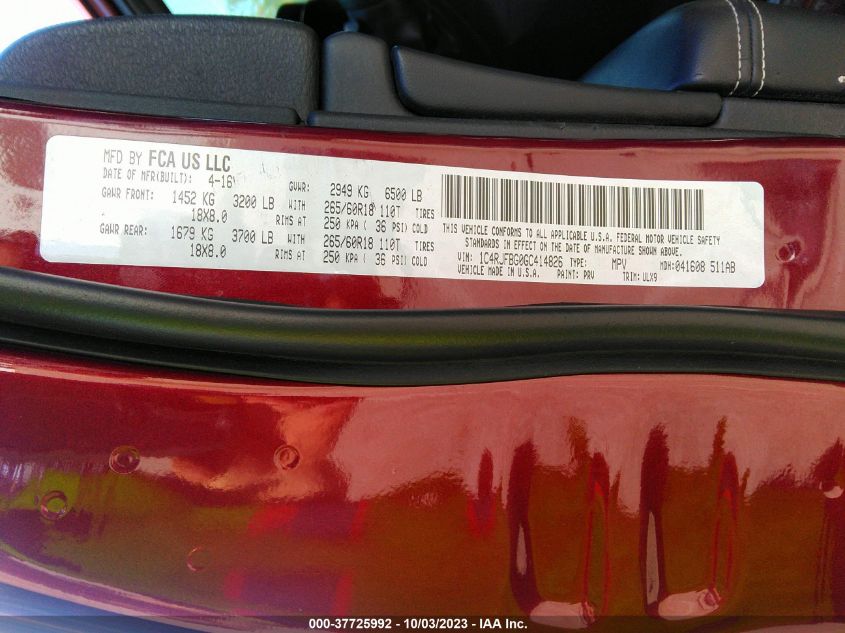 MFD BY FCA US LLC
DATE OF MFR(BUILT): 4-16 GVWR: 2949 KG 6500 LB
GAWR FRONT: 1452 KG 3200 LB WITH 265/60R18 110T TIRES
18X8.0 RIMS AT 250 KPA ( 36 PSI) COLD
GAWR REAR: 1679 KG 3700 LB WITH 265/60R18 110T TIRES
18X8.0 RIMS AT 250 KPA ( 36 PSI) COLD
THIS VEHICLE CONFORMS TO ALL APPLICABLE U.S.A. FEDERAL MOTOR VEHICLE SAFETY
STANDARDS IN EFFECT ON THE DATE OF MANUFACTURE SHOWN ABOVE.
VIN: 1C4RJFBG0GC414826 TYPE: MPV MDH: 041608 511AB
VEHICLE MADE IN U.S.A. PAINT: PRV TRIM: ULX9
000-37725992 - 10/03/2023 - IAA Inc.